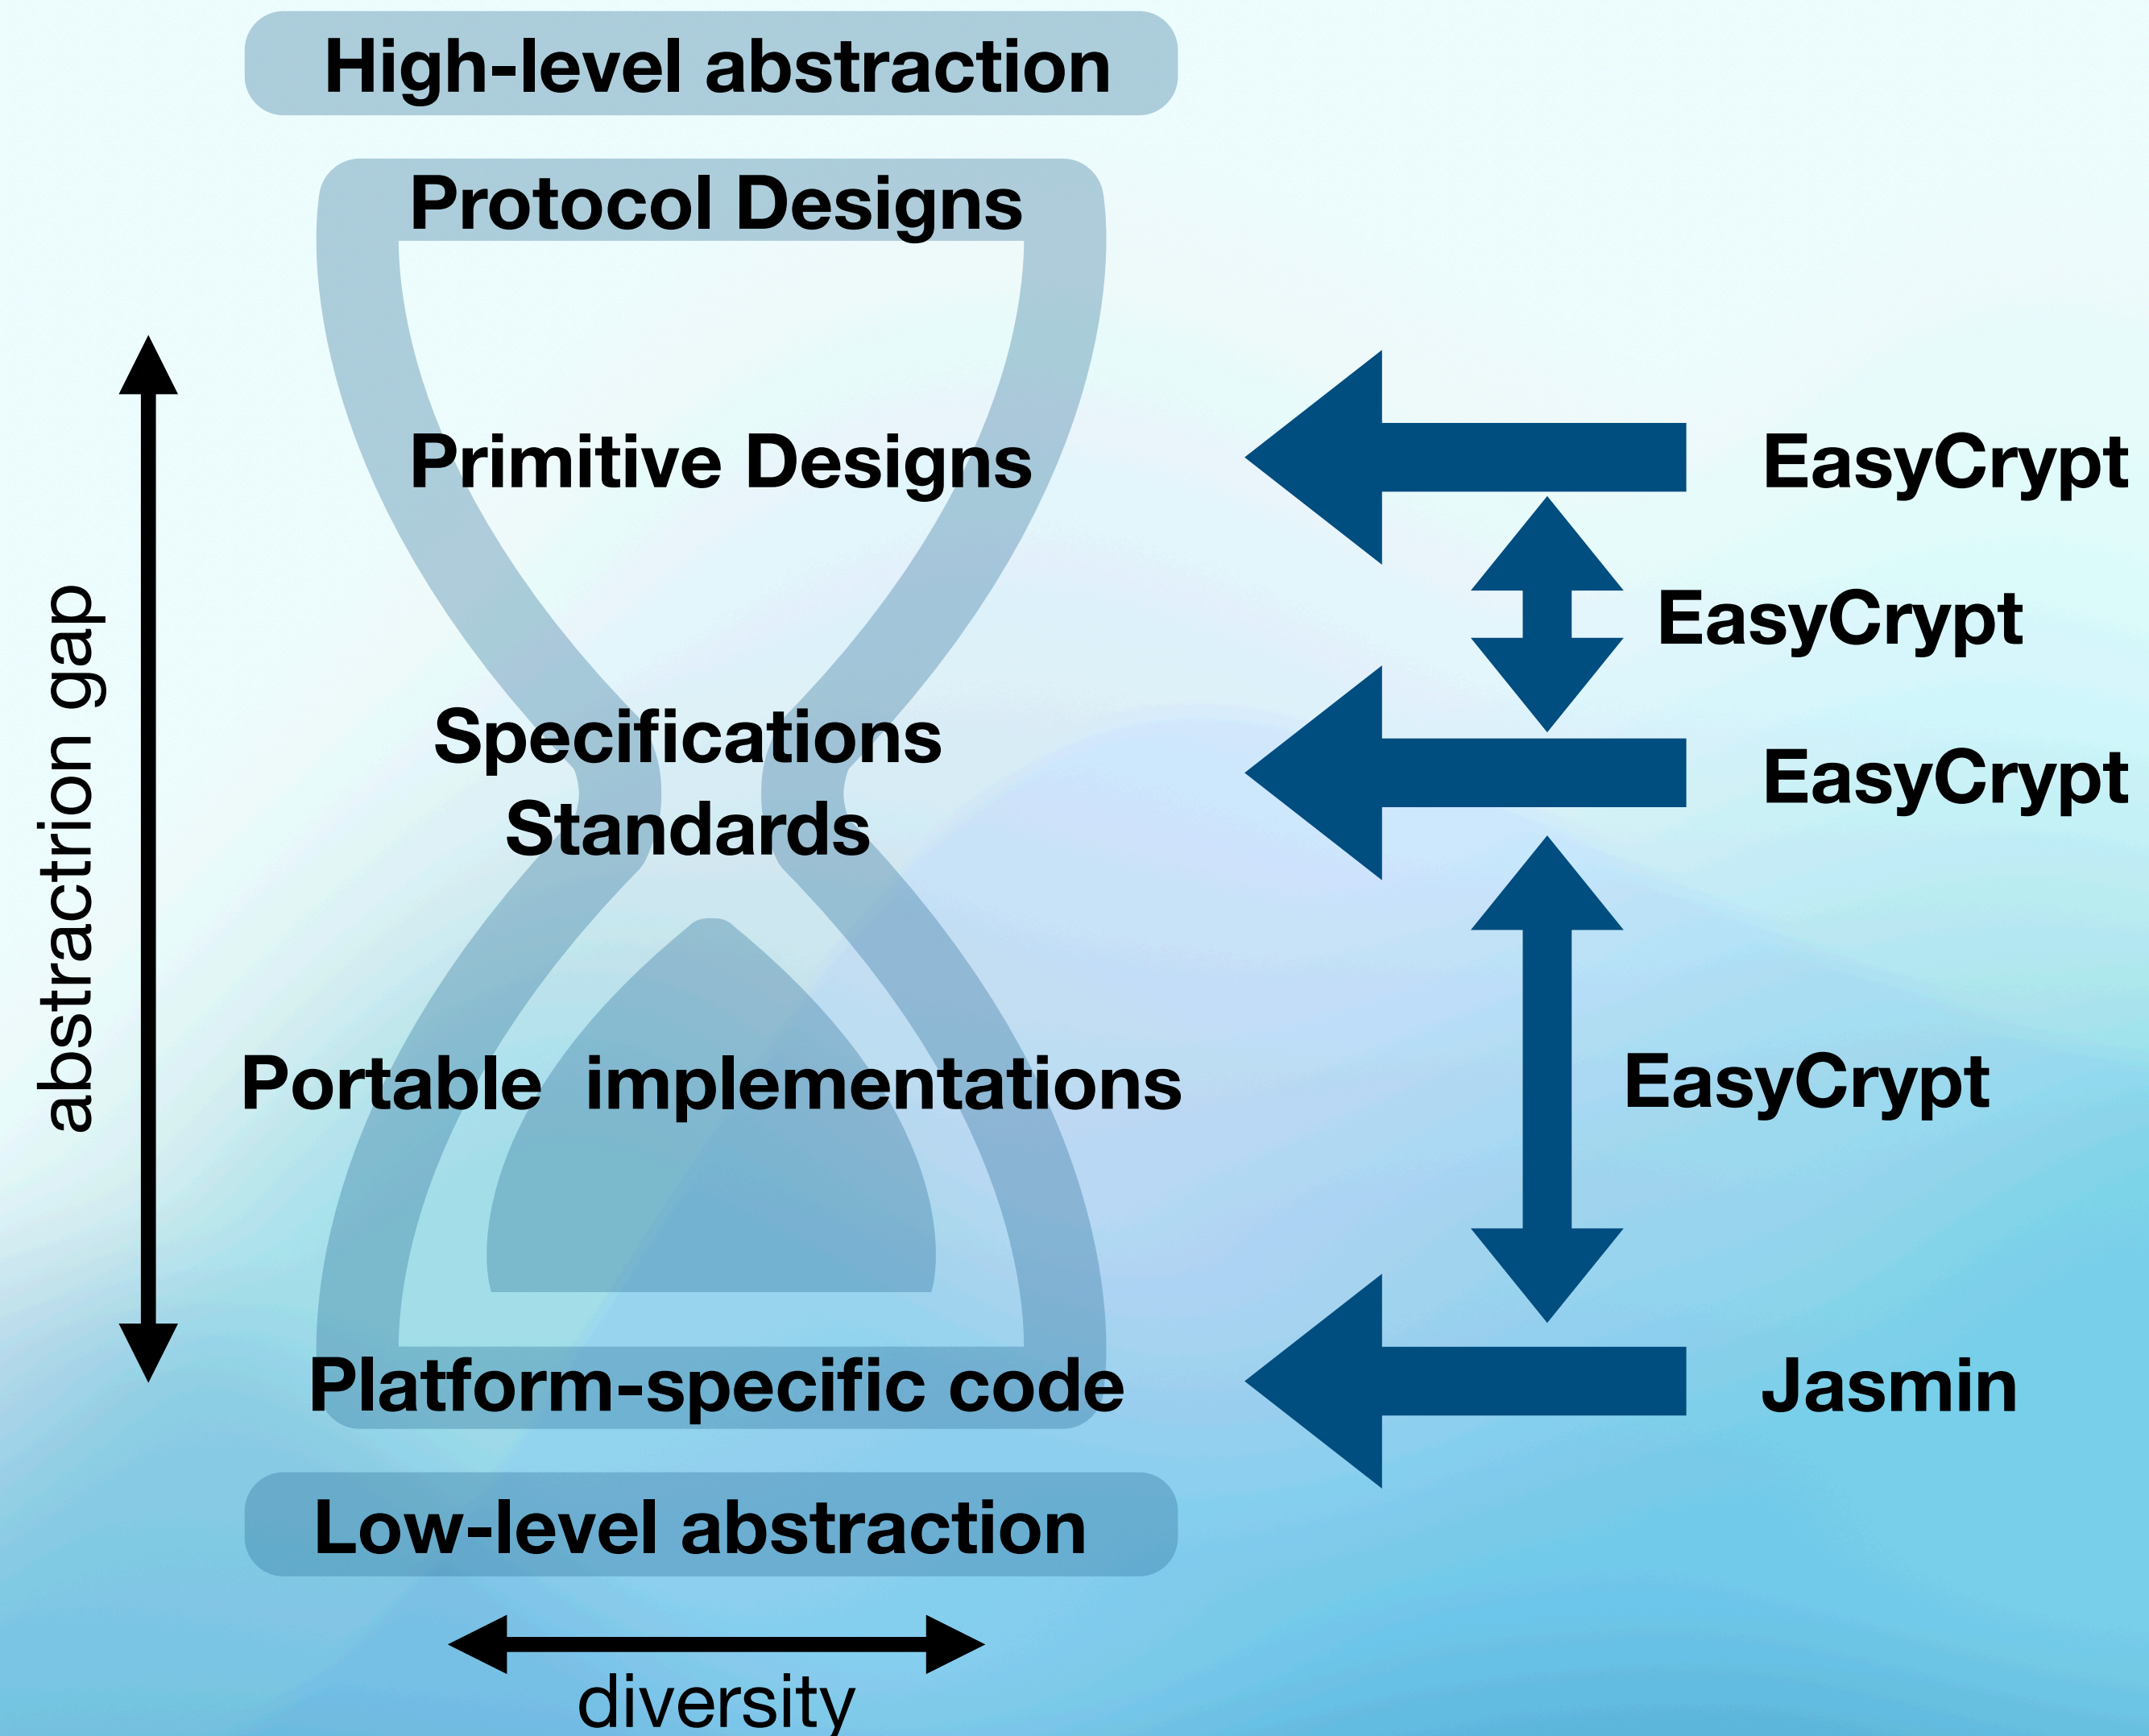 High-level abstraction
Protocol Designs
Primitive Designs
EasyCrypt
EasyCrypt
Specifications
Standards
EasyCrypt
abstraction gap
Portable implementations
EasyCrypt
Platform-specific code
Jasmin
Low-level abstraction
diversity